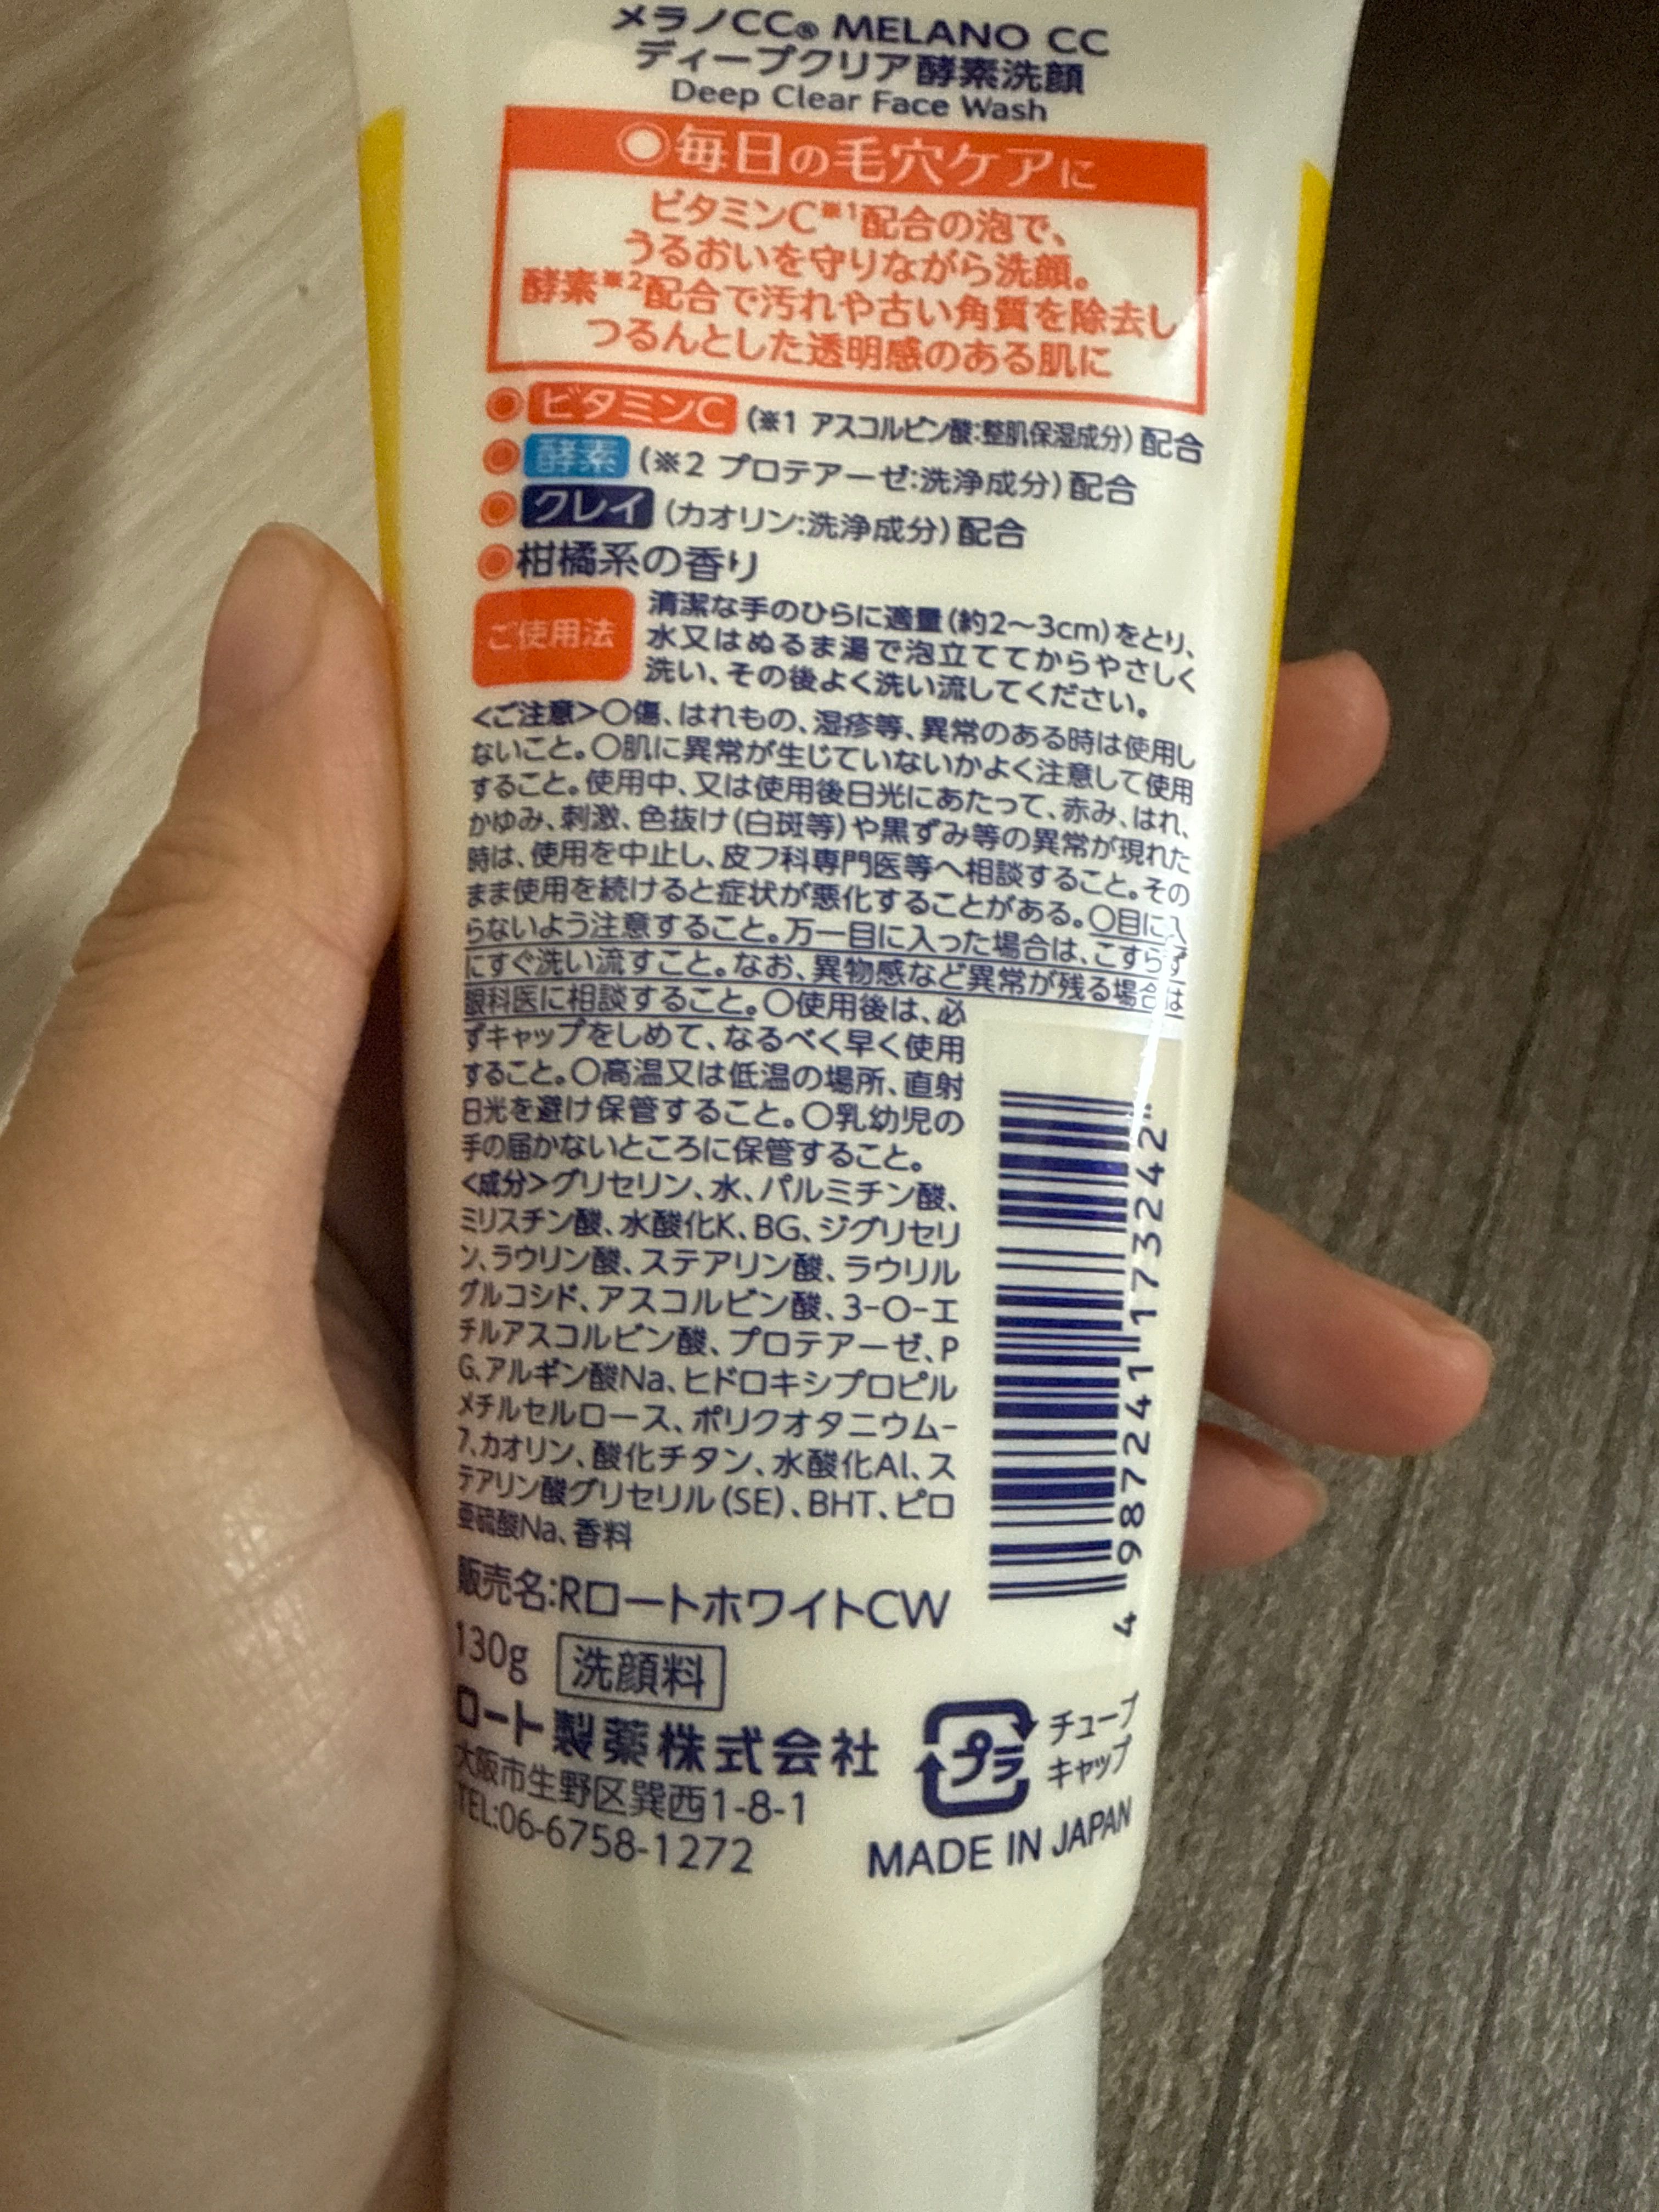 メラノCC® MELANO CC
ディープクリア酵素洗顔
Deep Clear Face Wash
毎日の毛穴ケアに
ビタミンC※1配合の泡で、
うるおいを守りながら洗顔。
酵素※2配合で汚れや古い角質を除去し
つるんとした透明感のある肌に
ビタミンC (※1 アスコルビン酸:整肌保湿成分) 配合
酵素 (※2 プロテアーゼ:洗浄成分) 配合
クレイ (カオリン:洗浄成分) 配合
柑橘系の香り
ご使用法
清潔な手のひらに適量(約2〜3cm)をとり、
水又はぬるま湯で泡立ててからやさしく
洗い、その後よく洗い流してください。
<ご注意>○傷、はれもの、湿疹等、異常のある時は使用し
ないこと。○肌に異常が生じていないかよく注意して使用
すること。使用中、又は使用後日光にあたって、赤み、はれ、
かゆみ、刺激、色抜け(白斑等)や黒ずみ等の異常が現れた
時は、使用を中止し、皮フ科専門医等へ相談すること。その
まま使用を続けると症状が悪化することがある。○目に入
らないよう注意すること。万一目に入った場合は、こすらず
にすぐ洗い流すこと。なお、異物感など異常が残る場合は
眼科医に相談すること。○使用後は、必
ずキャップをしめて、なるべく早く使用
すること。○高温又は低温の場所、直射
日光を避け保管すること。○乳幼児の
手の届かないところに保管すること。
<成分>グリセリン、水、パルミチン酸、
ミリスチン酸、水酸化K、BG、ジグリセリ
ン、ラウリン酸、ステアリン酸、ラウリル
グルコシド、アスコルビン酸、3-O-エ
チルアスコルビン酸、プロテアーゼ、P
G、アルギン酸Na、ヒドロキシプロピル
メチルセルロース、ポリクオタニウム-
7、カオリン、酸化チタン、水酸化Al、ス
テアリン酸グリセリル(SE)、BHT、ピロ
亜硫酸Na、香料
4 987241 173242
販売名:RロートホワイトCW
130g 洗顔料
ロート製薬株式会社
大阪市生野区巽西1-8-1
TEL:06-6758-1272
プラ
チューブ
キャップ
MADE IN JAPAN